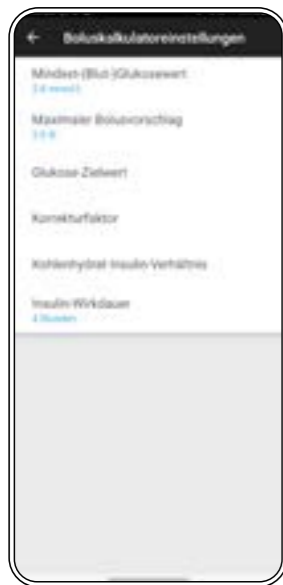 Boluskalkulatoreinstellungen
Mindest-(Blut-)Glukosewert
Maximaler Bolusvorschlag
Glukose-Zielwert
Korrekturfaktor
Kohlenhydrat-Insulin-Verhältnis
Insulin-Wirkdauer
4 Stunden